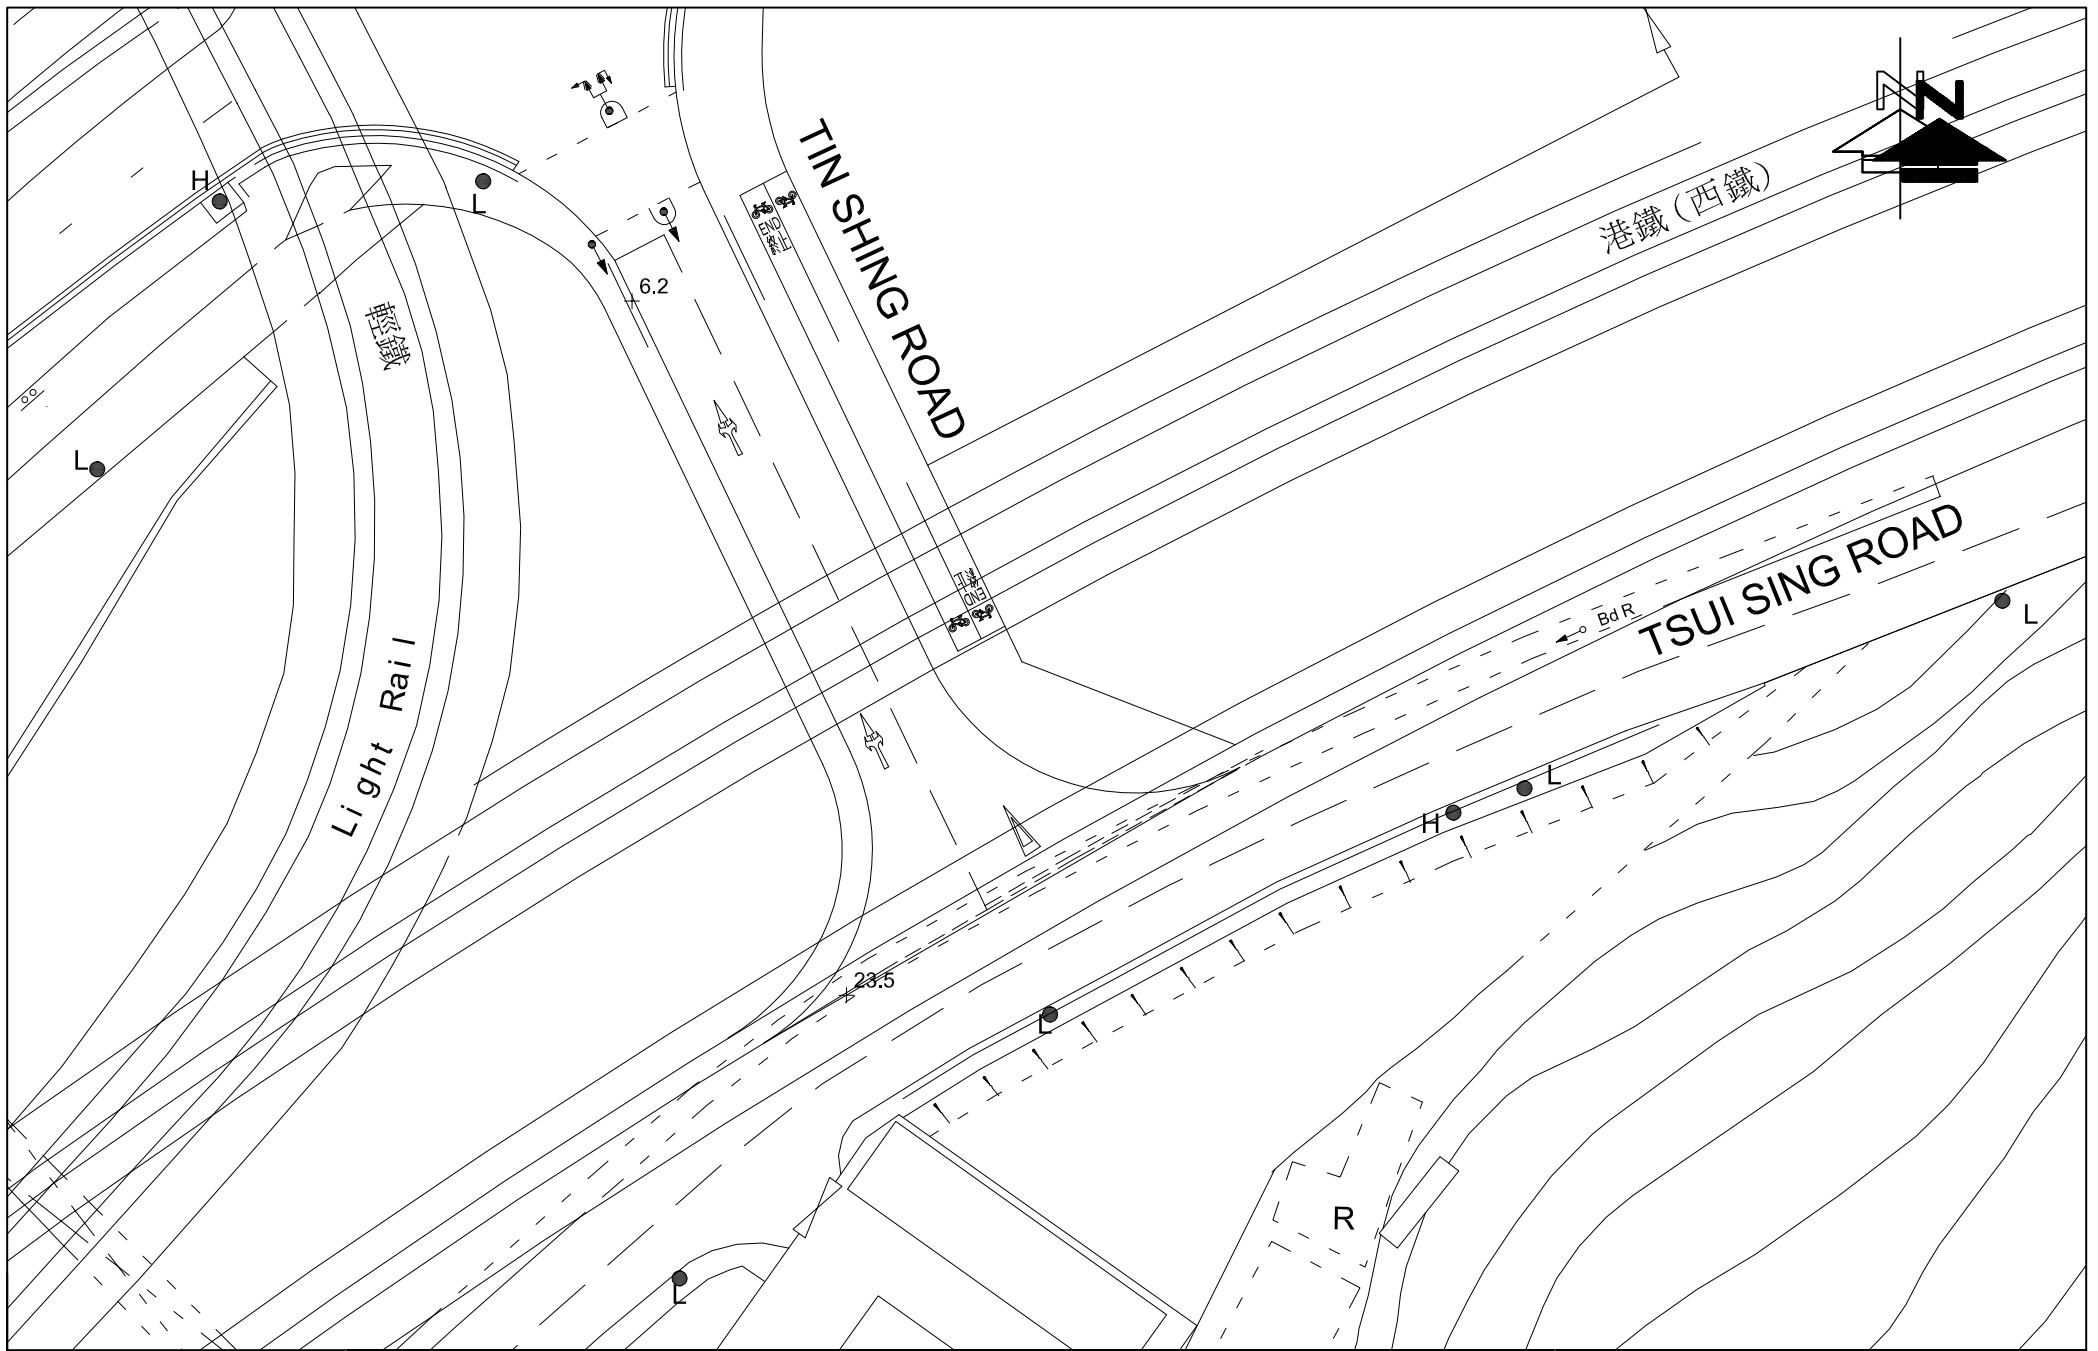 N N
H
L
TIN SHING ROAD
END
終止
6.2
港鐵 (西鐵)
輕鐵
L
END
終止
TSUI SING ROAD
Bd R
L
Light Rail
L
H
23.5
L
R
L